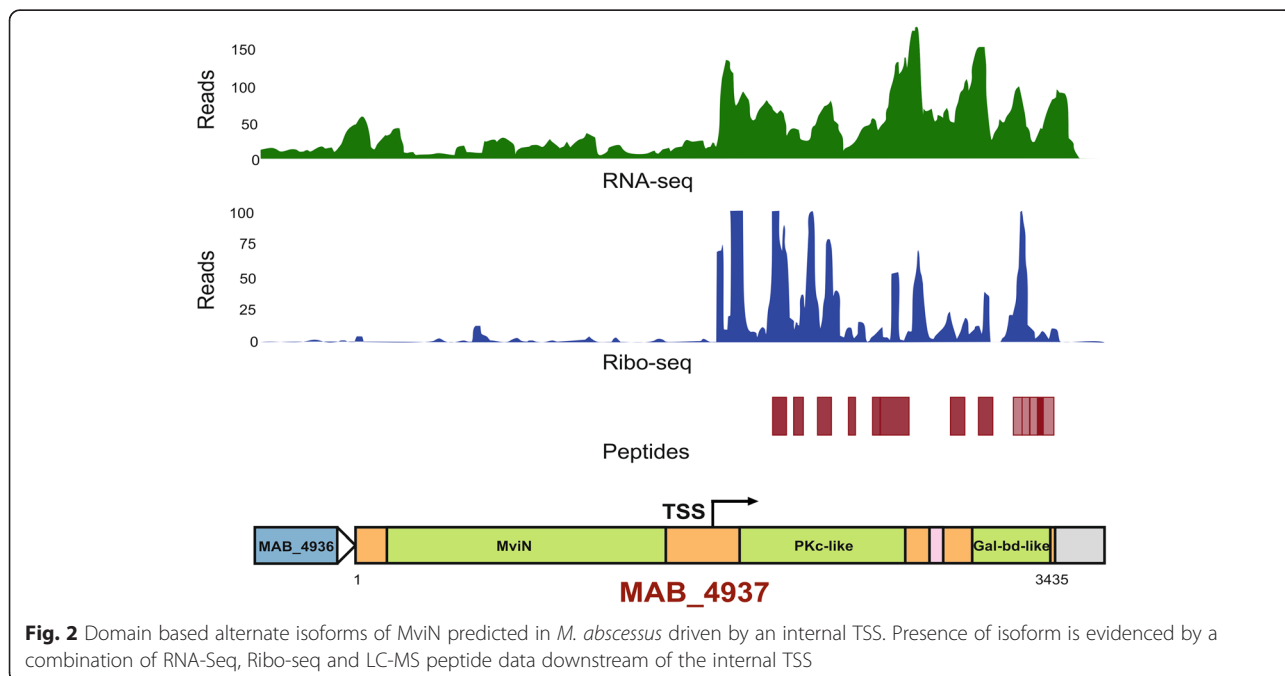 150
100
50
0
Reads
RNA-seq
100
75
50
25
0
Reads
Ribo-seq
Peptides
TSS
MAB_4936
MviN
PKc-like
Gal-bd-like
1
3435
MAB_4937
Fig. 2 Domain based alternate isoforms of MviN predicted in M. abscessus driven by an internal TSS. Presence of isoform is evidenced by a
combination of RNA-Seq, Ribo-seq and LC-MS peptide data downstream of the internal TSS